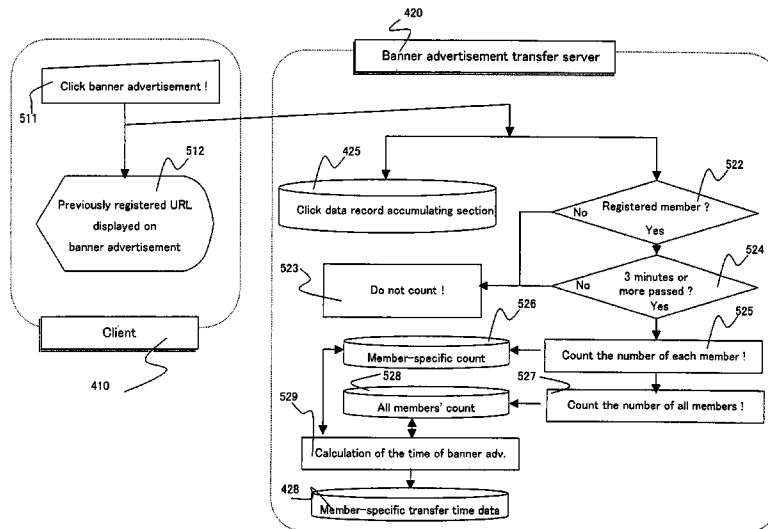 420
Banner advertisement transfer server
Click banner advertisement !
511
512
Previously registered URL
displayed on
banner advertisement
Client
410
425
Click data record accumulating section
522
Registered member ?
No
Yes
524
3 minutes or
more passed ?
No
Yes
523
Do not count !
526
525
Member-specific count
Count the number of each member !
528
527
All members' count
Count the number of all members !
529
Calculation of the time of banner adv.
428
Member-specific transfer time data